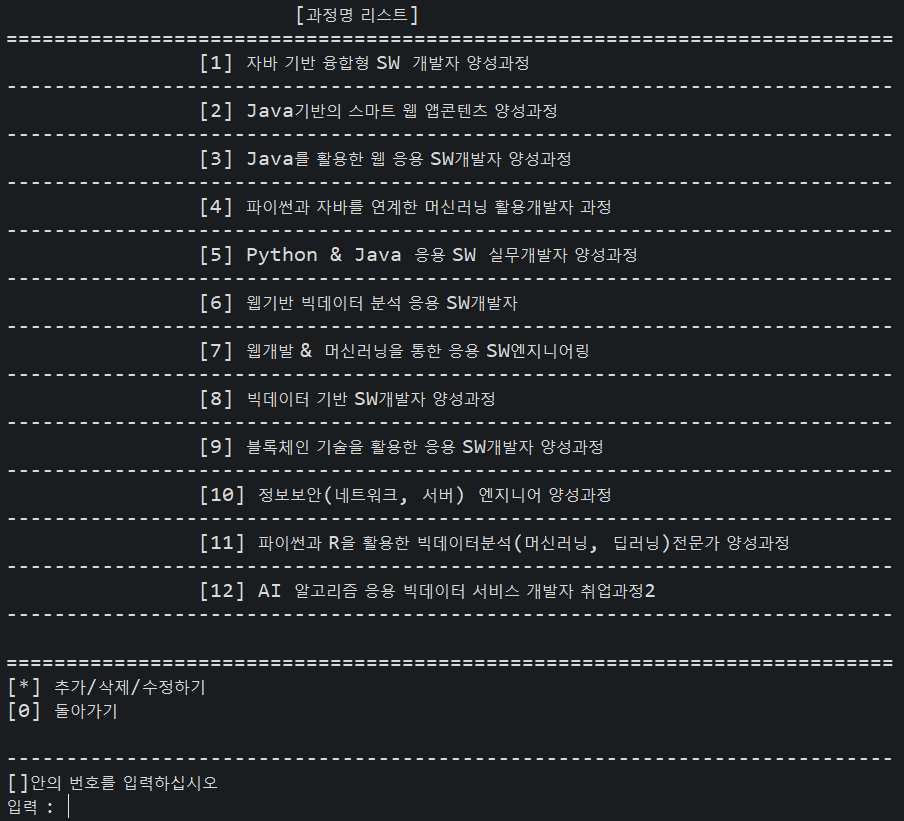 [과정명 리스트]
==========================================================================
[1] 자바 기반 융합형 SW 개발자 양성과정
--------------------------------------------------------------------------
[2] Java기반의 스마트 웹 앱콘텐츠 양성과정
--------------------------------------------------------------------------
[3] Java를 활용한 웹 응용 SW개발자 양성과정
--------------------------------------------------------------------------
[4] 파이썬과 자바를 연계한 머신러닝 활용개발자 과정
--------------------------------------------------------------------------
[5] Python & Java 응용 SW 실무개발자 양성과정
--------------------------------------------------------------------------
[6] 웹기반 빅데이터 분석 응용 SW개발자
--------------------------------------------------------------------------
[7] 웹개발 & 머신러닝을 통한 응용 SW엔지니어링
--------------------------------------------------------------------------
[8] 빅데이터 기반 SW개발자 양성과정
--------------------------------------------------------------------------
[9] 블록체인 기술을 활용한 응용 SW개발자 양성과정
--------------------------------------------------------------------------
[10] 정보보안(네트워크, 서버) 엔지니어 양성과정
--------------------------------------------------------------------------
[11] 파이썬과 R을 활용한 빅데이터분석(머신러닝, 딥러닝)전문가 양성과정
--------------------------------------------------------------------------
[12] AI 알고리즘 응용 빅데이터 서비스 개발자 취업과정2
--------------------------------------------------------------------------
==========================================================================
[*] 추가/삭제/수정하기
[0] 돌아가기
--------------------------------------------------------------------------
[]안의 번호를 입력하십시오
입력 :